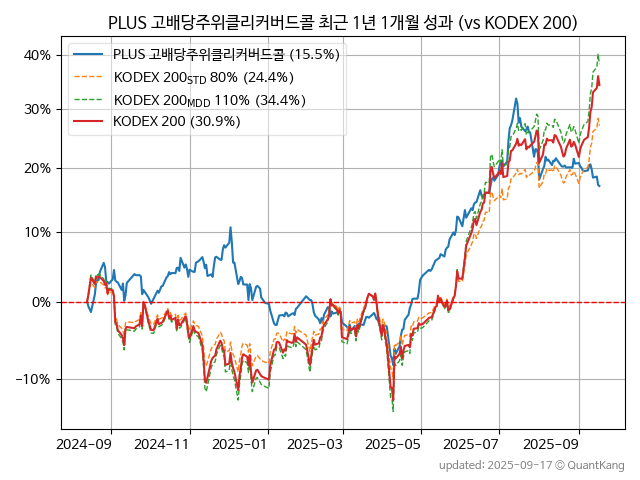 PLUS 고배당주위클리커버드콜 최근 1년 1개월 성과 (vs KODEX 200)
PLUS 고배당주위클리커버드콜 (15.5%)
KODEX 200STD 80% (24.4%)
KODEX 200MDD 110% (34.4%)
KODEX 200 (30.9%)
40%
30%
20%
10%
0%
−10%
2024-09 2024-11 2025-01 2025-03 2025-05 2025-07 2025-09
updated: 2025-09-17 © QuantKang